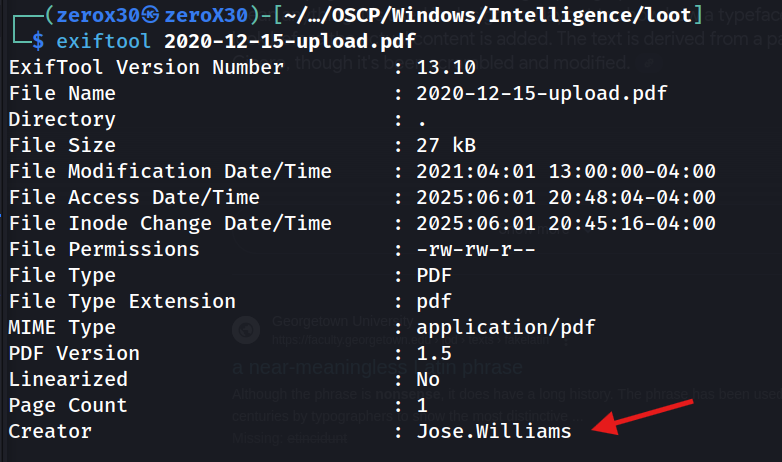 (zerox30㉿zeroX30)-[~/…/OSCP/Windows/Intelligence/loot]
$ exiftool 2020-12-15-upload.pdf
ExifTool Version Number : 13.10
File Name : 2020-12-15-upload.pdf
Directory : .
File Size : 27 kB
File Modification Date/Time : 2021:04:01 13:00:00-04:00
File Access Date/Time : 2025:06:01 20:48:04-04:00
File Inode Change Date/Time : 2025:06:01 20:45:16-04:00
File Permissions : -rw-rw-r--
File Type : PDF
File Type Extension : pdf
MIME Type : application/pdf
PDF Version : 1.5
Linearized : No
Page Count : 1
Creator : Jose.Williams